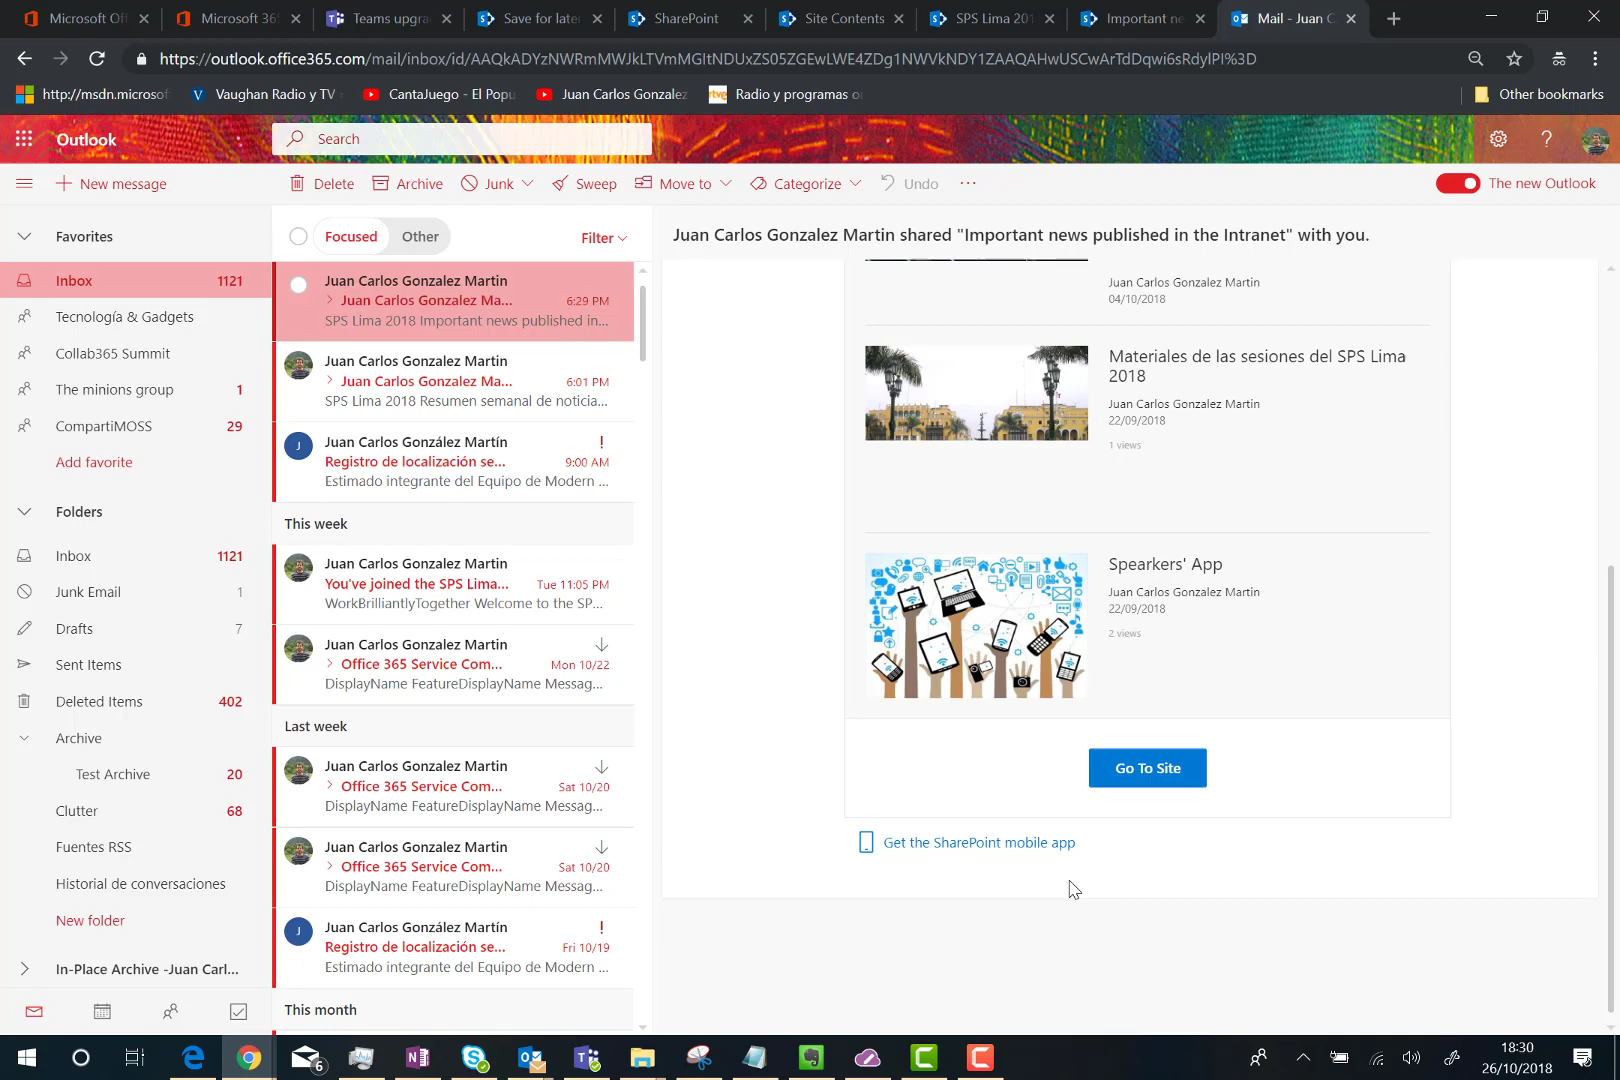 Microsoft Of
Microsoft 365
Teams upgra
Save for later
SharePoint
Site Contents
SPS Lima 201
Important ne
Mail - Juan C
https://outlook.office365.com/mail/inbox/id/
http://msdn.microsof
Vaughan Radio y TV
CantaJuego - El Popu
Juan Carlos Gonzalez
Radio y programas o
Other bookmarks
Outlook
Search
New message
Delete
Archive
Junk
Sweep
Move to
Categorize
Undo
The new Outlook
Favorites
Inbox 1121
Tecnología & Gadgets
Collab365 Summit
The minions group 1
CompartiMOSS 29
Add favorite
Folders
Inbox 1121
Junk Email 1
Drafts 7
Sent Items
Deleted Items 402
Archive
Test Archive 20
Clutter 68
Fuentes RSS
Historial de conversaciones
New folder
In-Place Archive -Juan Carl...
Focused
Other
Filter
Juan Carlos Gonzalez Martin
Juan Carlos Gonzalez Ma... 6:29 PM
SPS Lima 2018 Important news published in...
Juan Carlos Gonzalez Martin
Juan Carlos Gonzalez Ma... 6:01 PM
SPS Lima 2018 Resumen semanal de noticia...
J
Juan Carlos González Martín !
Registro de localización se... 9:00 AM
Estimado integrante del Equipo de Modern ...
This week
Juan Carlos Gonzalez Martin
You've joined the SPS Lima... Tue 11:05 PM
WorkBrilliantlyTogether Welcome to the SP...
Juan Carlos Gonzalez Martin
Office 365 Service Com... Mon 10/22
DisplayName FeatureDisplayName Messag...
Last week
Juan Carlos Gonzalez Martin
Office 365 Service Com... Sat 10/20
DisplayName FeatureDisplayName Messag...
Juan Carlos Gonzalez Martin
Office 365 Service Com... Sat 10/20
DisplayName FeatureDisplayName Messag...
J
Juan Carlos González Martín !
Registro de localización se... Fri 10/19
Estimado integrante del Equipo de Modern ...
This month
Juan Carlos Gonzalez Martin shared "Important news published in the Intranet" with you.
Juan Carlos Gonzalez Martin
04/10/2018
Materiales de las sesiones del SPS Lima
2018
Juan Carlos Gonzalez Martin
22/09/2018
1 views
Spearkers' App
Juan Carlos Gonzalez Martin
22/09/2018
2 views
Go To Site
Get the SharePoint mobile app
6
18:30
26/10/2018